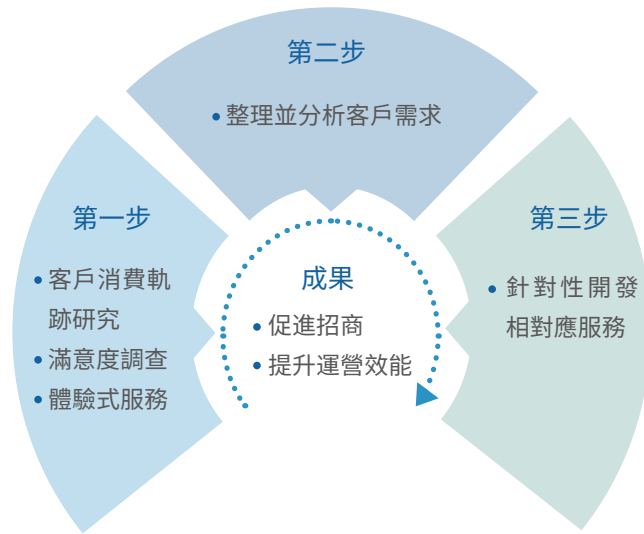 第一步
• 客戶消費軌
跡研究
• 滿意度調查
• 體驗式服務
第二步
• 整理並分析客戶需求
第三步
• 針對性開發
相對應服務
成果
• 促進招商
• 提升運營效能